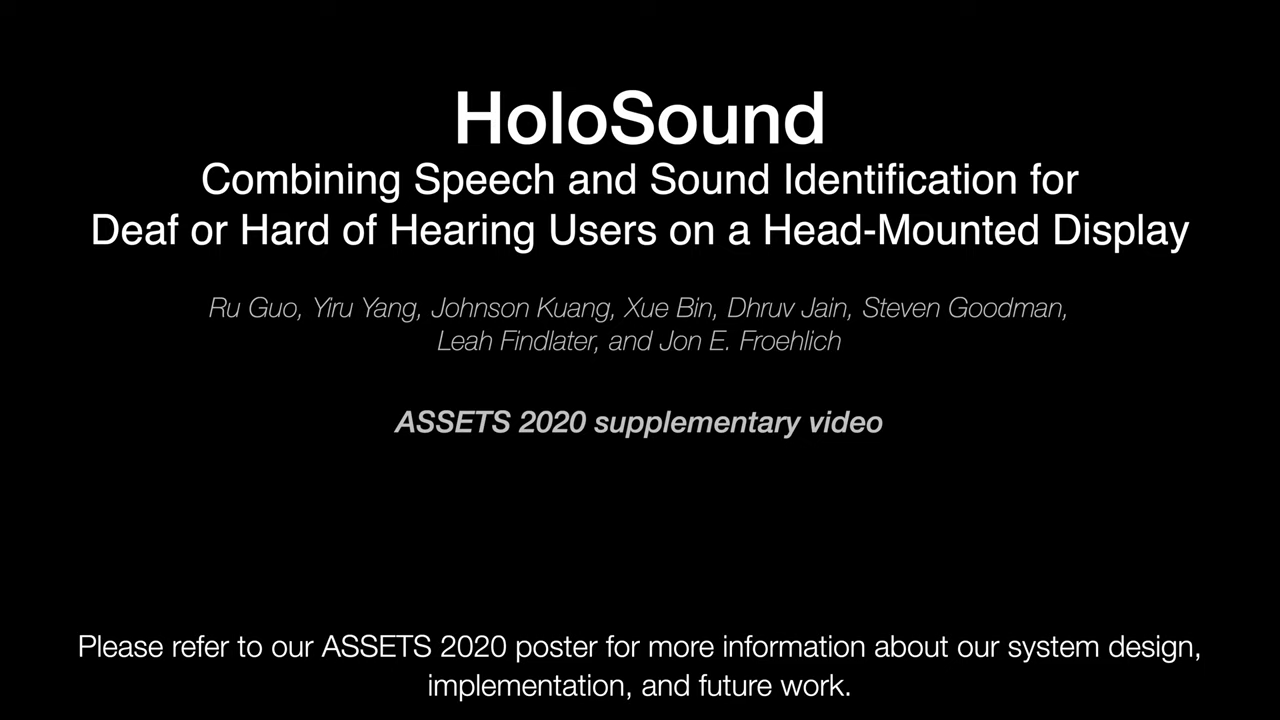 HoloSound
Combining Speech and Sound Identification for
Deaf or Hard of Hearing Users on a Head-Mounted Display
Ru Guo, Yiru Yang, Johnson Kuang, Xue Bin, Dhruv Jain, Steven Goodman,
Leah Findlater, and Jon E. Froehlich
ASSETS 2020 supplementary video
Please refer to our ASSETS 2020 poster for more information about our system design,
implementation, and future work.